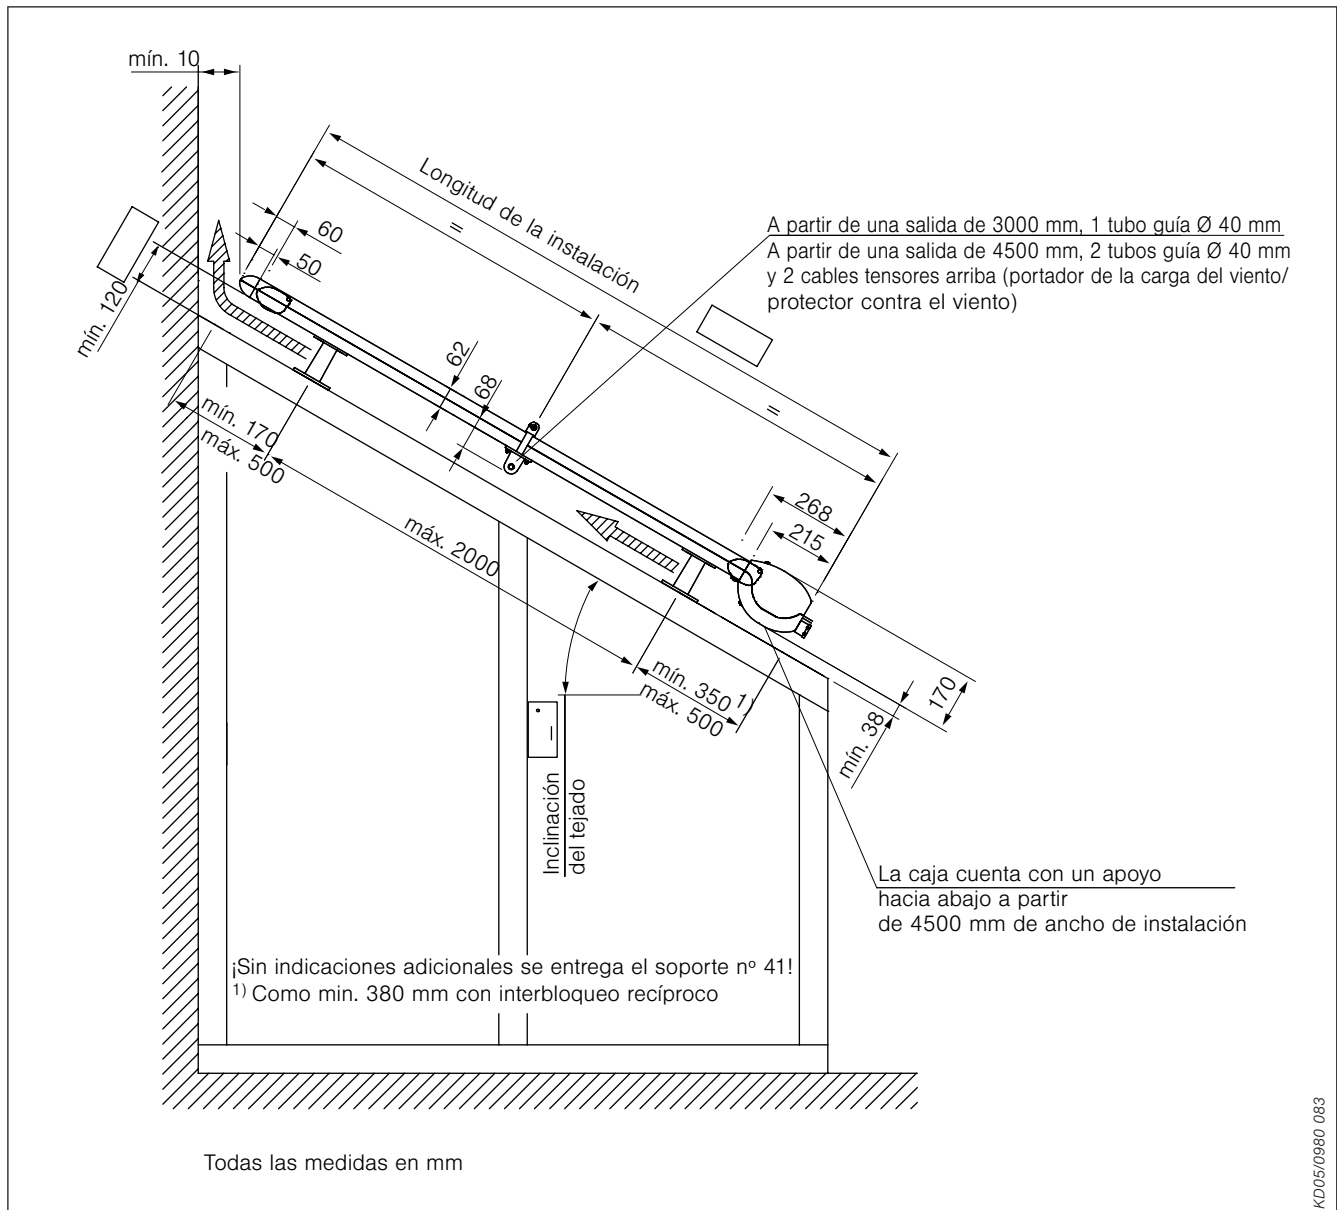 mín. 10
Longitud de la instalación
=
60
50
A partir de una salida de 3000 mm, 1 tubo guía Ø 40 mm
A partir de una salida de 4500 mm, 2 tubos guía Ø 40 mm
y 2 cables tensores arriba (portador de la carga del viento/
protector contra el viento)
mín. 120
62
68
=
mín. 170
máx. 500
máx. 2000
268
215
mín. 350 1)
máx. 500
170
mín. 38
Inclinación
del tejado
La caja cuenta con un apoyo
hacia abajo a partir
de 4500 mm de ancho de instalación
¡Sin indicaciones adicionales se entrega el soporte nº 41!
1) Como min. 380 mm con interbloqueo recíproco
Todas las medidas en mm
KD05/0980 083